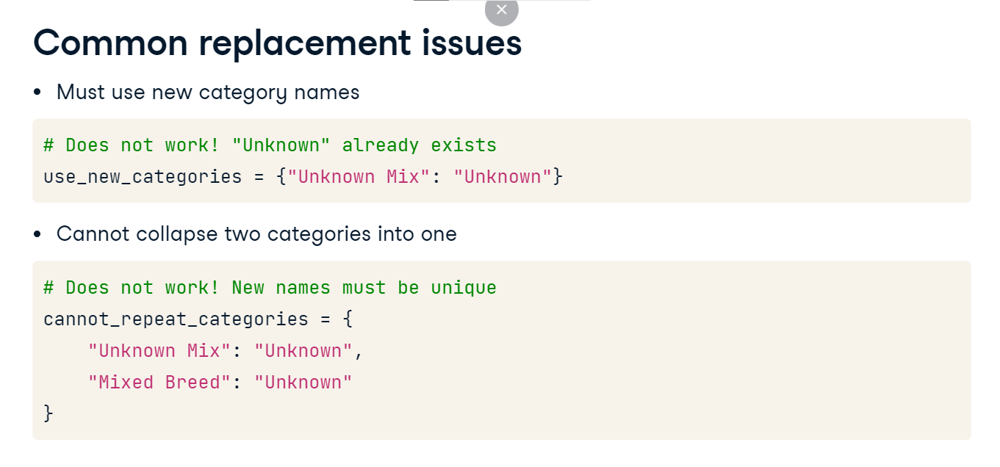 Common replacement issues
• Must use new category names
# Does not work! "Unknown" already exists
use_new_categories = {"Unknown Mix": "Unknown"}
• Cannot collapse two categories into one
# Does not work! New names must be unique
cannot_repeat_categories = {
    "Unknown Mix": "Unknown",
    "Mixed Breed": "Unknown"
}